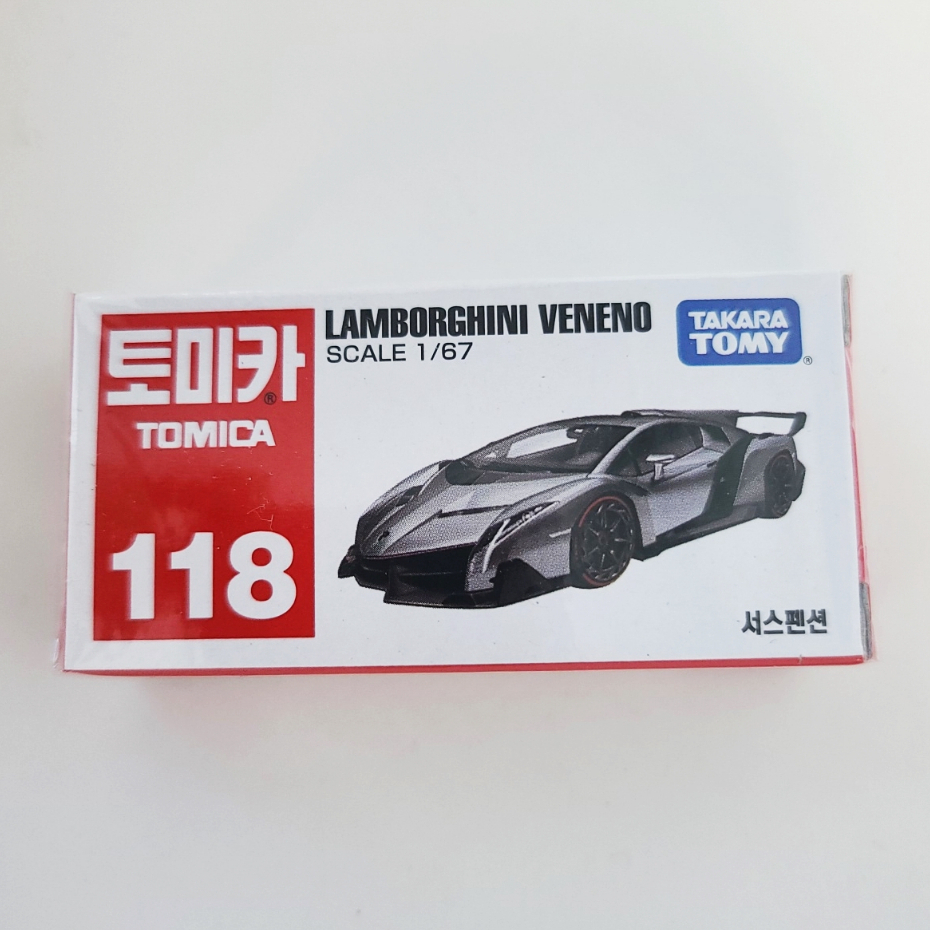 토미카®
TOMICA
118
LAMBORGHINI VENENO
SCALE 1/67
TAKARA
TOMY®
서스펜션